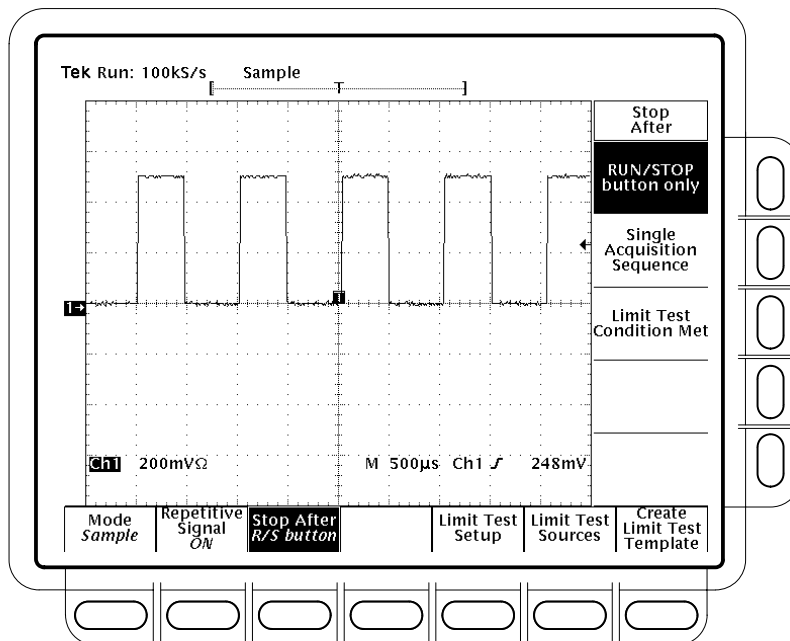 Tek Run: 100kS/s Sample
[ T ]
Stop
After
RUN/STOP
button only
Single
Acquisition
Sequence
Limit Test
Condition Met
T
1→
Ch1 200mVΩ M 500µs Ch1 248mV
Mode
Sample
Repetitive
Signal
ON
Stop After
R/S button
Limit Test
Setup
Limit Test
Sources
Create
Limit Test
Template